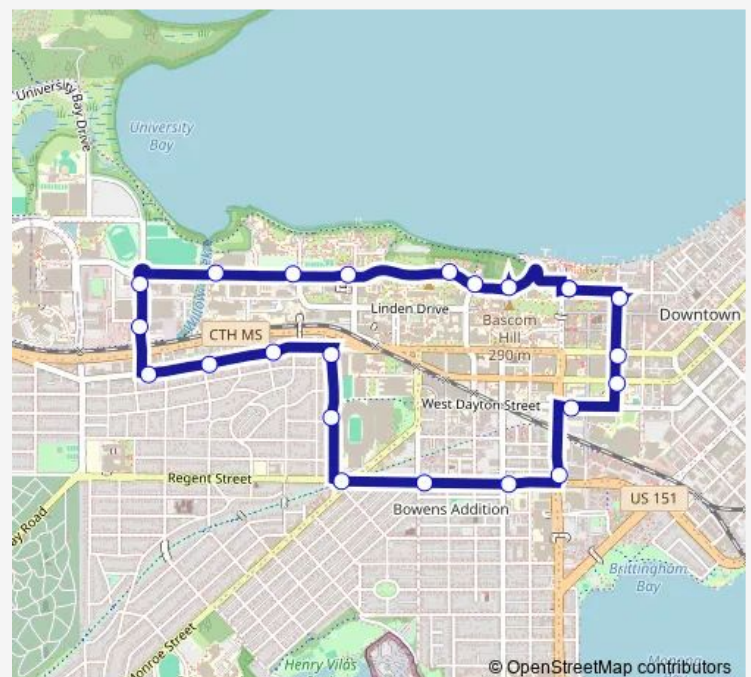 University
Bay Drive
University
Bay
Linden Drive
Downtown
CTH MS
Bascom
Hill
290 m
West Dayton Street
Regent Street
US 151
Bowens Addition
ay Road
Brittingham
Bay
Monroe Street
Henry Vilas
© OpenStreetMap contributors